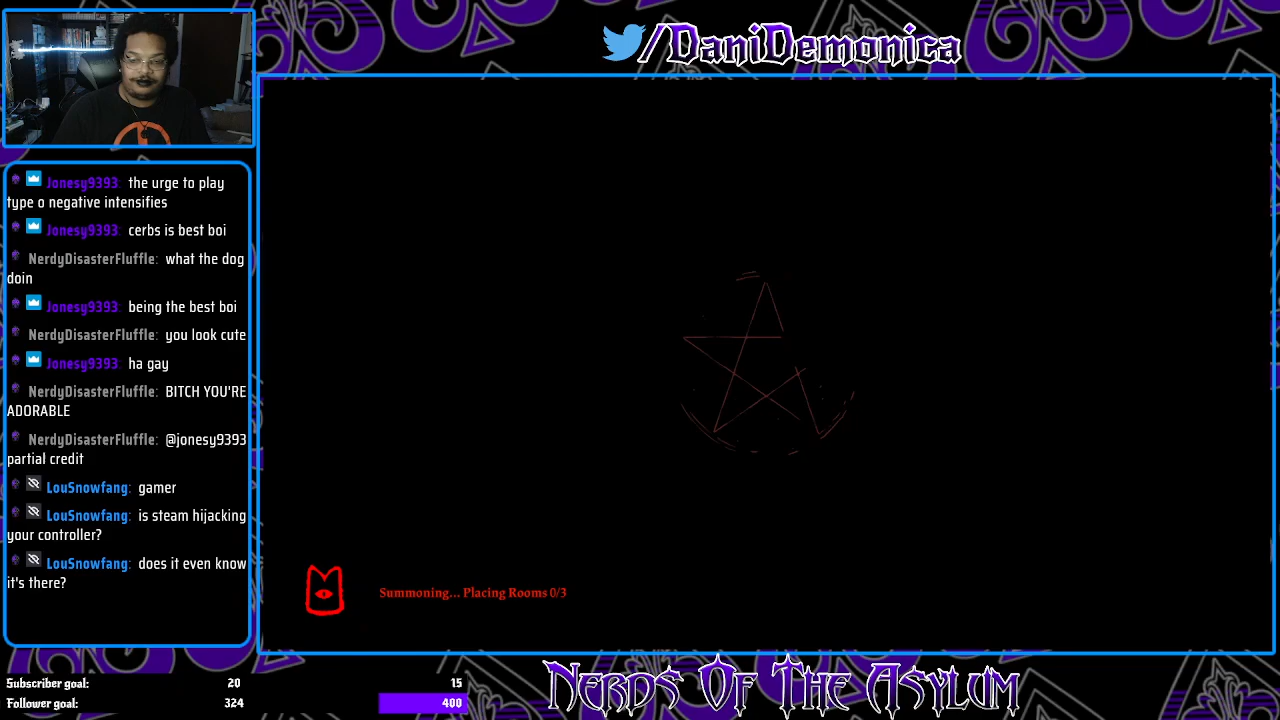 /DaniDemonica
Jonesy9393: the urge to play
type o negative intensifies
Jonesy9393: cerbs is best boi
NerdyDisasterFluffle: what the dog
doin
Jonesy9393: being the best boi
NerdyDisasterFluffle: you look cute
Jonesy9393: ha gay
NerdyDisasterFluffle: BITCH YOU'RE
ADORABLE
NerdyDisasterFluffle: @jonesy9393
partial credit
LouSnowfang: gamer
LouSnowfang: is steam hijacking
your controller?
LouSnowfang: does it even know
it's there?
Summoning... Placing Rooms 0/3
Subscriber goal: 20 15
Follower goal: 324 400
Nerds Of The Asylum